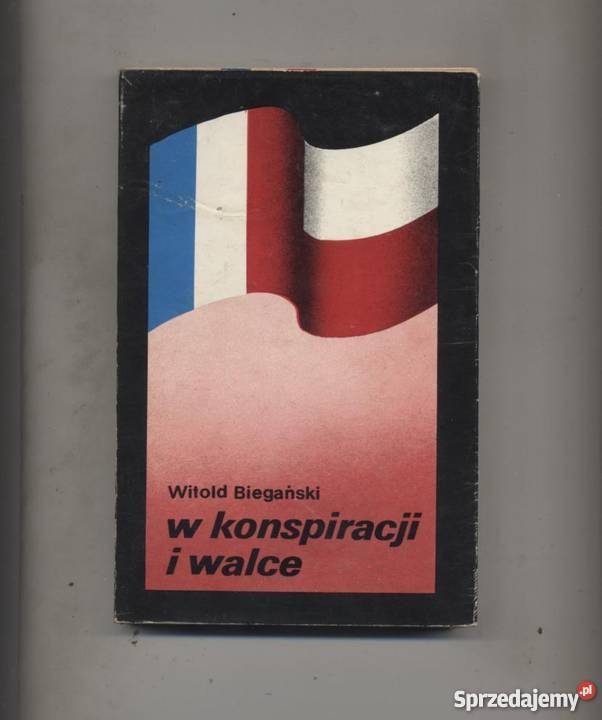 Witold Biegański
w konspiracji
i walce
Sprzedajemy.pl